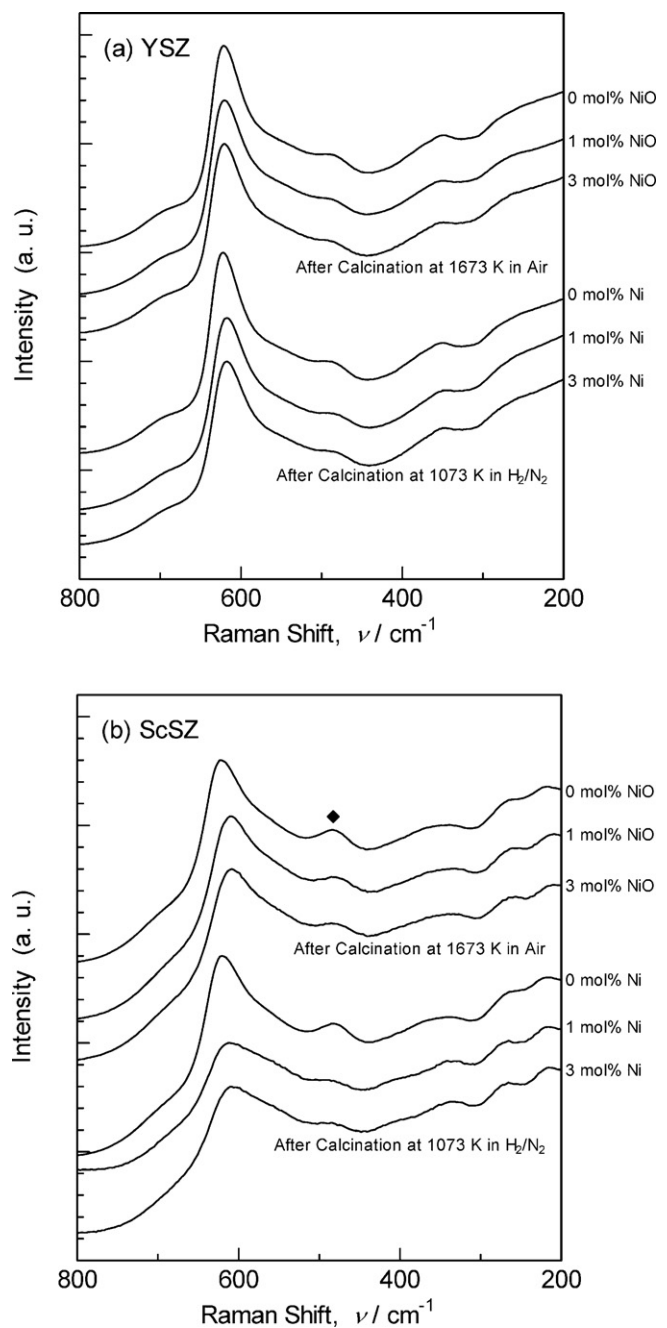 (a) YSZ
0 mol% NiO
1 mol% NiO
3 mol% NiO
After Calcination at 1673 K in Air
0 mol% Ni
1 mol% Ni
3 mol% Ni
After Calcination at 1073 K in H₂/N₂
Intensity (a. u.)
800 600 400 200
Raman Shift, ν / cm⁻¹
(b) ScSZ
0 mol% NiO
1 mol% NiO
3 mol% NiO
After Calcination at 1673 K in Air
0 mol% Ni
1 mol% Ni
3 mol% Ni
After Calcination at 1073 K in H₂/N₂
Intensity (a. u.)
800 600 400 200
Raman Shift, ν / cm⁻¹